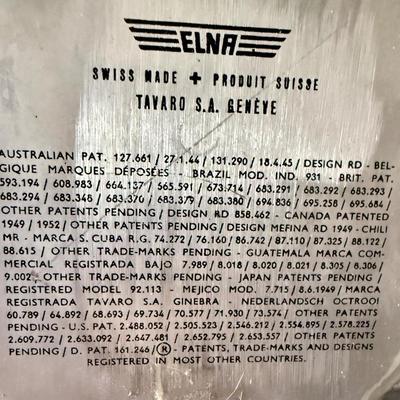 ELNA
SWISS MADE + PRODUIT SUISSE
TAVARO S.A. GENÈVE
AUSTRALIAN PAT. 127.661 / 27.1.44 / 131.290 / 18.4.45 / DESIGN RD - BEL-
GIQUE MARQUES DÉPOSÉES - BRAZIL MOD. IND. 931 - BRIT. PAT.
593.194 / 608.983 / 664.137 / 565.591 / 673.714 / 683.291 / 683.292 / 683.293 /
683.294 / 683.348 / 683.370 / 683.379 / 683.380 / 694.836 / 695.258 / 695.684 /
OTHER PATENTS PENDING / DESIGN RD 858.462 - CANADA PATENTED
1949 / 1952 / OTHER PATENTS PENDING / DESIGN MEFINA RD 1949 - CHILI
MR - MARCA S. CUBA R.G. 74.272 / 76.160 / 86.742 / 87.110 / 87.325 / 88.122 /
88.615 / OTHER TRADE-MARKS PENDING - GUATEMALA MARCA COM-
MERCIAL REGISTRADA BAJO 7.989 / 8.018 / 8.020 / 8.021 / 8.305 / 8.306 /
9.002 / OTHER TRADE-MARKS PENDING - JAPAN PATENTS PENDING /
REGISTERED MODEL 92.113 - MEJICO MOD. 7.715 / 8.6.1949 / MARCA
REGISTRADA TAVARO S.A. GINEBRA - NEDERLANDSCH OCTROOI
60.789 / 64.892 / 68.693 / 69.734 / 70.577 / 71.930 / 73.574 / OTHER PATENTS
PENDING - U.S. PAT. 2.488.052 / 2.505.523 / 2.546.212 / 2.554.895 / 2.578.225 /
2.609.772 / 2.633.092 / 2.647.481 / 2.652.795 / 2.653.557 / OTHER PATENTS
PENDING / D. PAT. 161.246 / ® - PATENTS, TRADE-MARKS AND DESIGNS
REGISTERED IN MOST OTHER COUNTRIES.